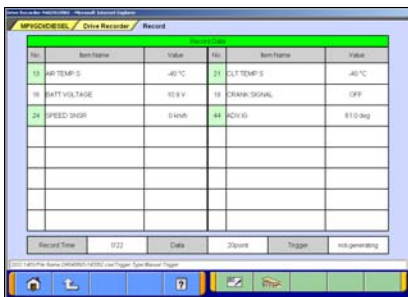 MPI/GDI/DIESEL Drive Recorder Record
Record Data
No. Item Name Value No. Item Name Value
13 AIR TEMP S -40 °C 21 CLT TEMP S -40 °C
16 BATT VOLTAGE 10.9 V 18 CRANK SIGNAL OFF
24 SPEED SNSR 0 km/h 44 ADV IG 81.0 deg
Record Time 0'22 Data 20point Trigger not.generating